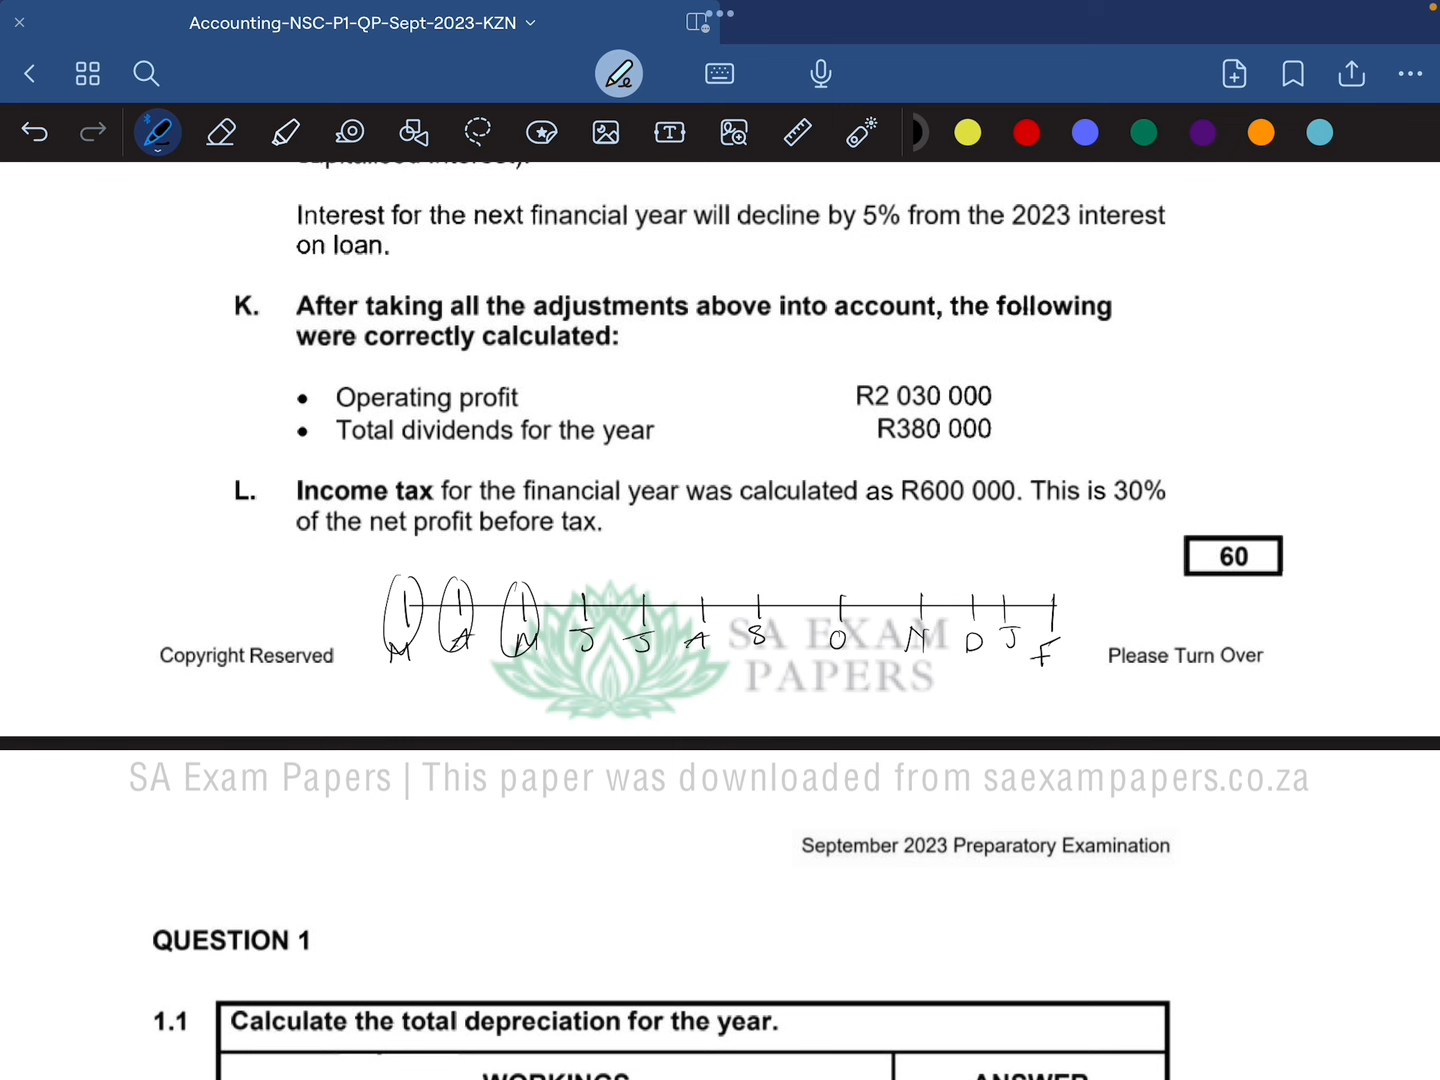 Accounting-NSC-P1-QP-Sept-2023-KZN
capitalised interest).
Interest for the next financial year will decline by 5% from the 2023 interest
on loan.
K. After taking all the adjustments above into account, the following
were correctly calculated:
• Operating profit R2 030 000
• Total dividends for the year R380 000
L. Income tax for the financial year was calculated as R600 000. This is 30%
of the net profit before tax.
60
M A M J J A S O N D J F
SA EXAM
PAPERS
Copyright Reserved
Please Turn Over
SA Exam Papers | This paper was downloaded from saexampapers.co.za
September 2023 Preparatory Examination
QUESTION 1
1.1 Calculate the total depreciation for the year.
WORKINGS ANSWER